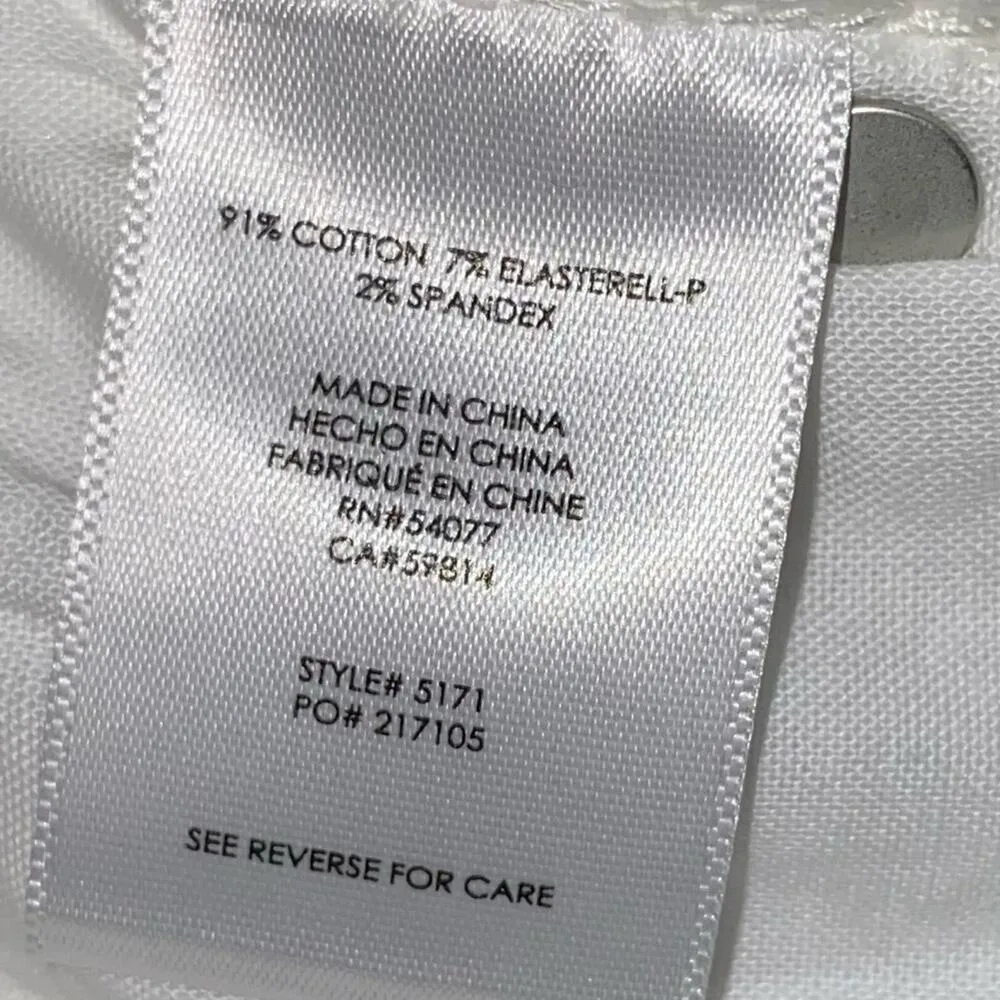 91% COTTON 7% ELASTERELL-P
2% SPANDEX
MADE IN CHINA
HECHO EN CHINA
FABRIQUÉ EN CHINE
RN#54077
CA#59814
STYLE# 5171
PO# 217105
SEE REVERSE FOR CARE